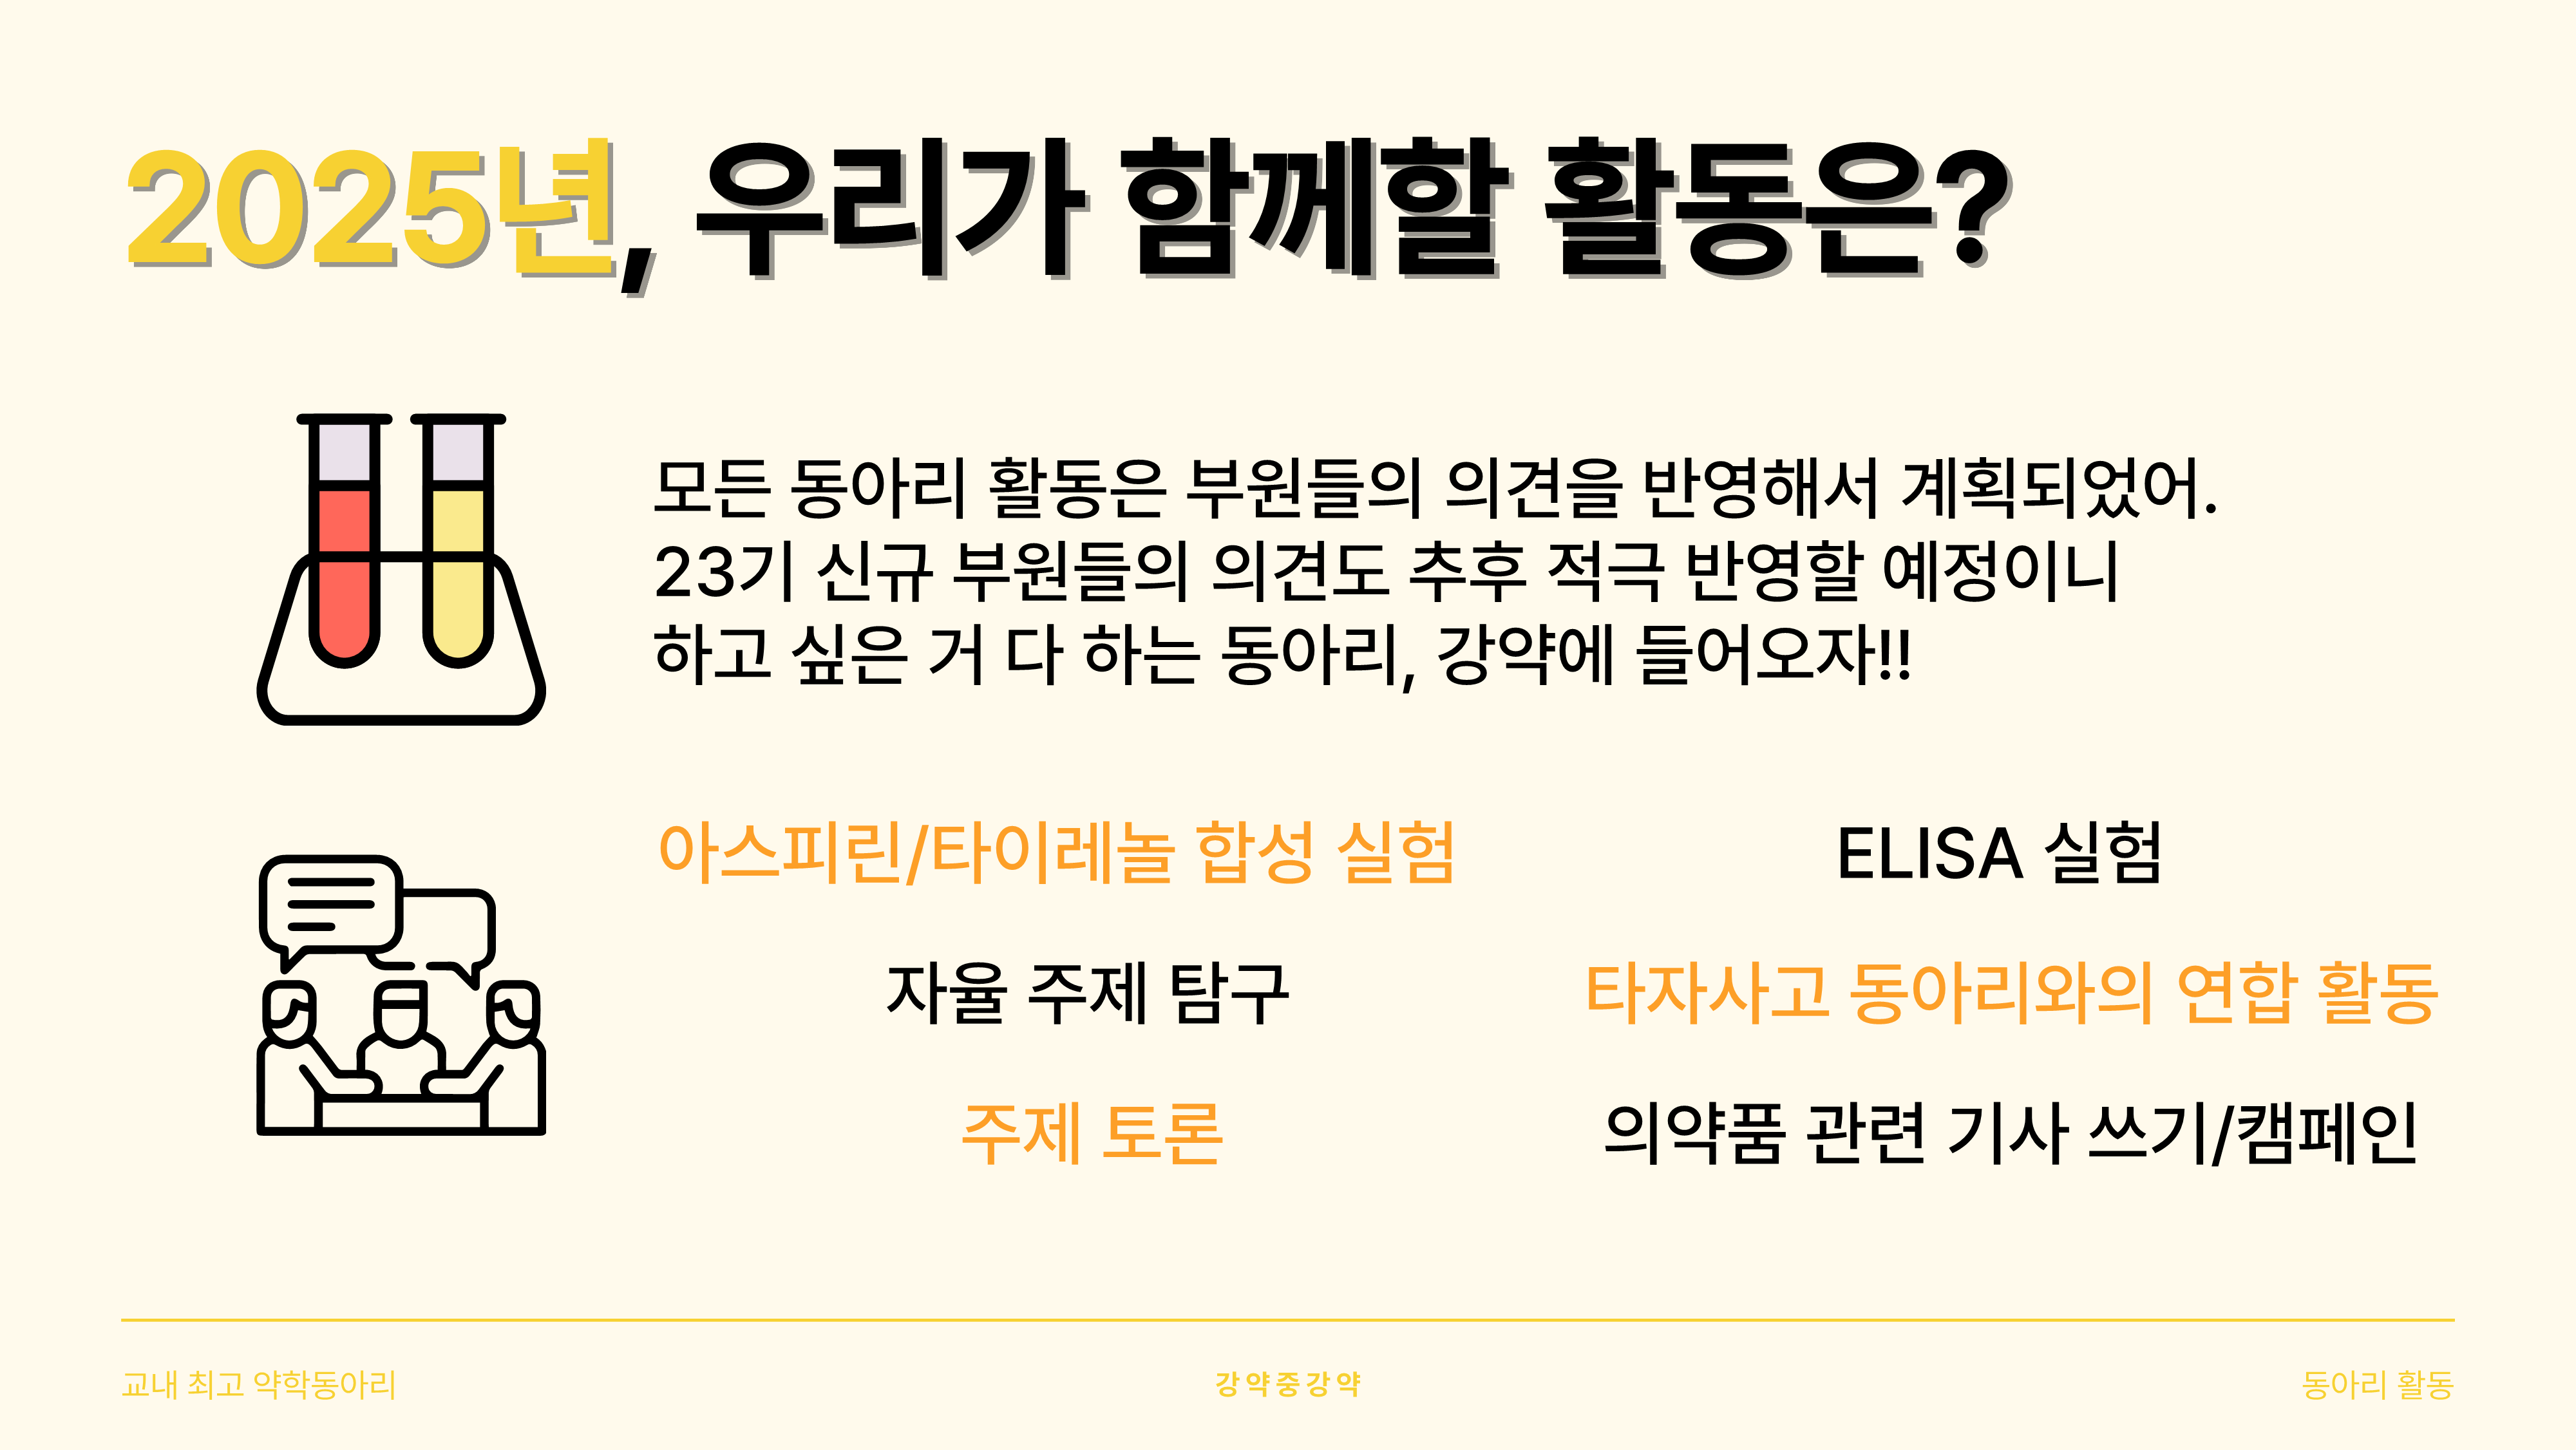 2025년, 우리가 함께할 활동은?
모든 동아리 활동은 부원들의 의견을 반영해서 계획되었어.
23기 신규 부원들의 의견도 추후 적극 반영할 예정이니
하고 싶은 거 다 하는 동아리, 강약에 들어오자!!
아스피린/타이레놀 합성 실험
ELISA 실험
자율 주제 탐구
타자사고 동아리와의 연합 활동
주제 토론
의약품 관련 기사 쓰기/캠페인
교내 최고 약학동아리
강약중강약
동아리 활동